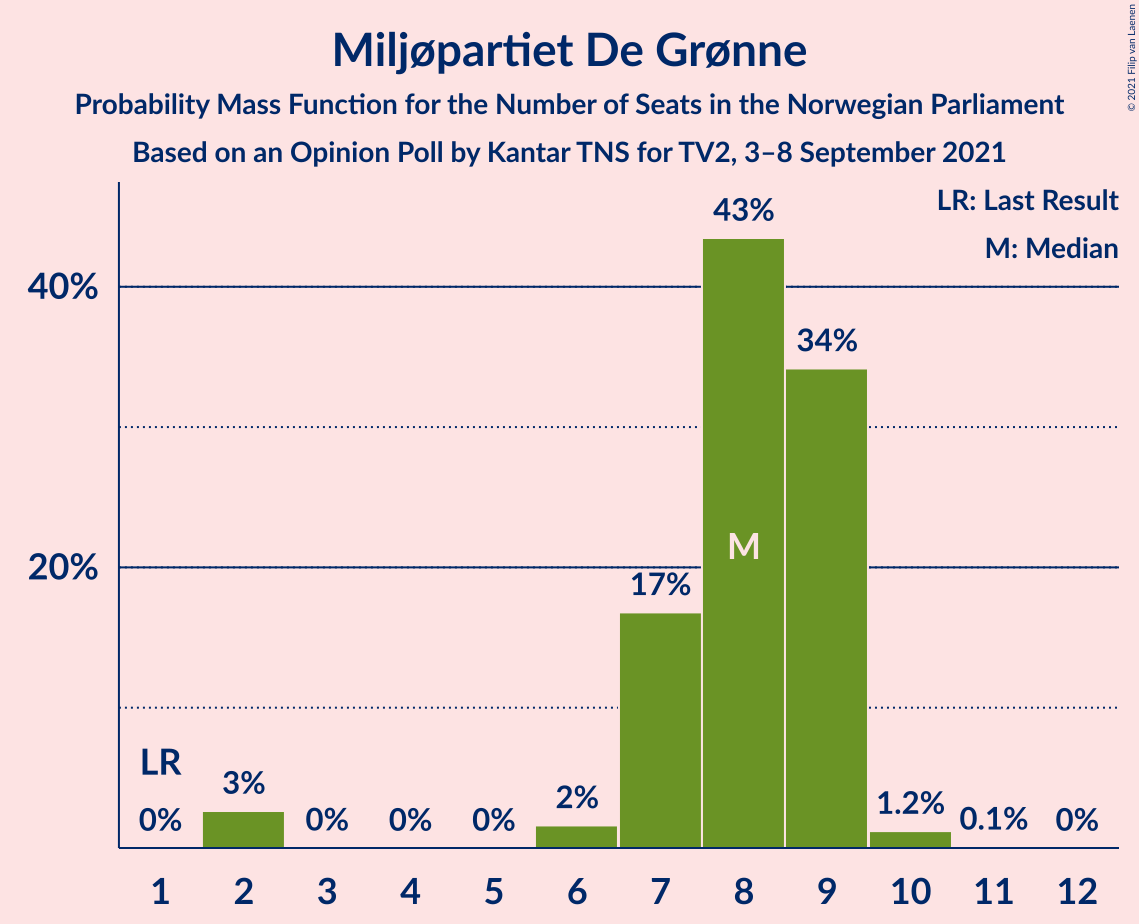 Miljøpartiet De Grønne
Probability Mass Function for the Number of Seats in the Norwegian Parliament
Based on an Opinion Poll by Kantar TNS for TV2, 3–8 September 2021
© 2021 Filip van Laenen
LR: Last Result
M: Median
43%
40%
34%
M
20%
17%
LR
3%
2%
1.2%
0% 0% 0% 0% 0.1% 0%
1 2 3 4 5 6 7 8 9 10 11 12